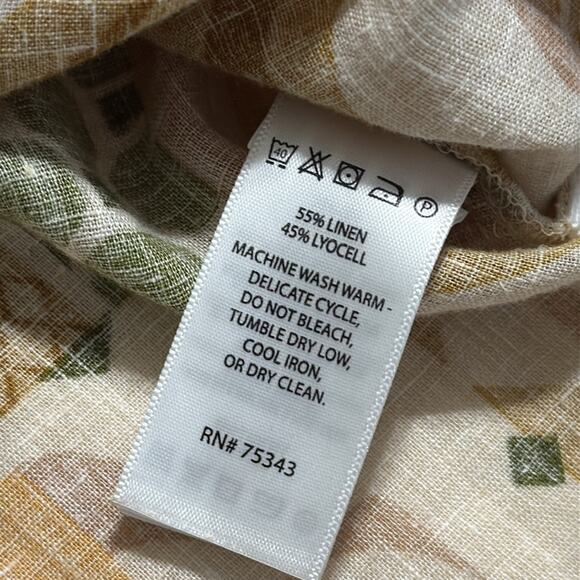 40
P
55% LINEN
45% LYOCELL
MACHINE WASH WARM -
DELICATE CYCLE,
DO NOT BLEACH,
TUMBLE DRY LOW,
COOL IRON,
OR DRY CLEAN.
RN# 75343